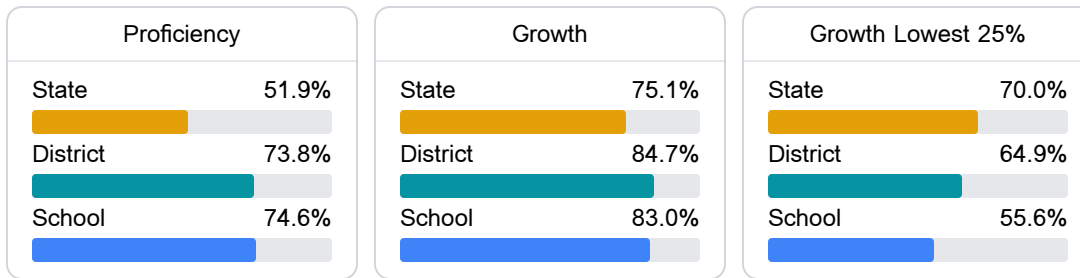 Proficiency
State 51.9%
District 73.8%
School 74.6%
Growth
State 75.1%
District 84.7%
School 83.0%
Growth Lowest 25%
State 70.0%
District 64.9%
School 55.6%